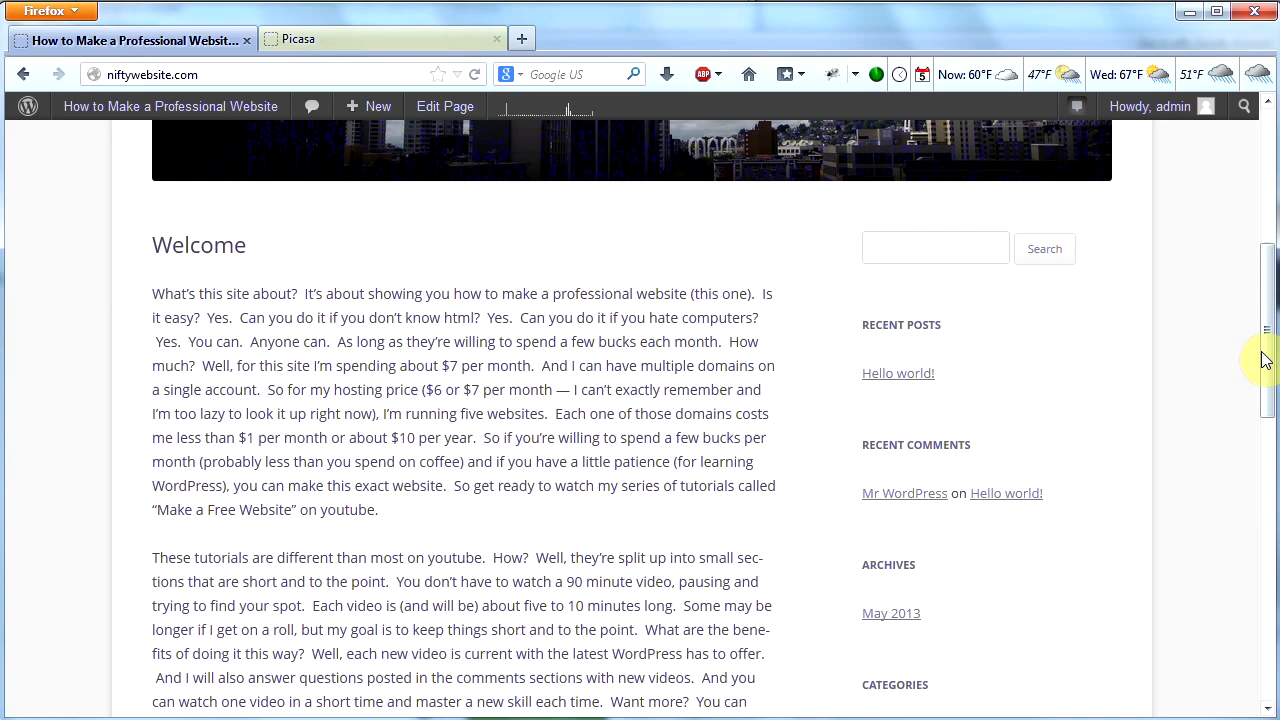 Firefox
How to Make a Professional Websit...
Picasa
niftywebsite.com
Google US
ABP
5
Now: 60°F
47°F
Wed: 67°F
51°F
How to Make a Professional Website
New
Edit Page
Howdy, admin
Welcome
What's this site about?  It's about showing you how to make a professional website (this one).  Is
it easy?  Yes.  Can you do it if you don't know html?  Yes.  Can you do it if you hate computers?
Yes.  You can.  Anyone can.  As long as they're willing to spend a few bucks each month.  How
much?  Well, for this site I'm spending about $7 per month.  And I can have multiple domains on
a single account.  So for my hosting price ($6 or $7 per month — I can't exactly remember and
I'm too lazy to look it up right now), I'm running five websites.  Each one of those domains costs
me less than $1 per month or about $10 per year.  So if you're willing to spend a few bucks per
month (probably less than you spend on coffee) and if you have a little patience (for learning
WordPress), you can make this exact website.  So get ready to watch my series of tutorials called
“Make a Free Website” on youtube.
These tutorials are different than most on youtube.  How?  Well, they're split up into small sec-
tions that are short and to the point.  You don't have to watch a 90 minute video, pausing and
trying to find your spot.  Each video is (and will be) about five to 10 minutes long.  Some may be
longer if I get on a roll, but my goal is to keep things short and to the point.  What are the bene-
fits of doing it this way?  Well, each new video is current with the latest WordPress has to offer.
And I will also answer questions posted in the comments sections with new videos.  And you
can watch one video in a short time and master a new skill each time.  Want more?  You can
Search
RECENT POSTS
Hello world!
RECENT COMMENTS
Mr WordPress on Hello world!
ARCHIVES
May 2013
CATEGORIES